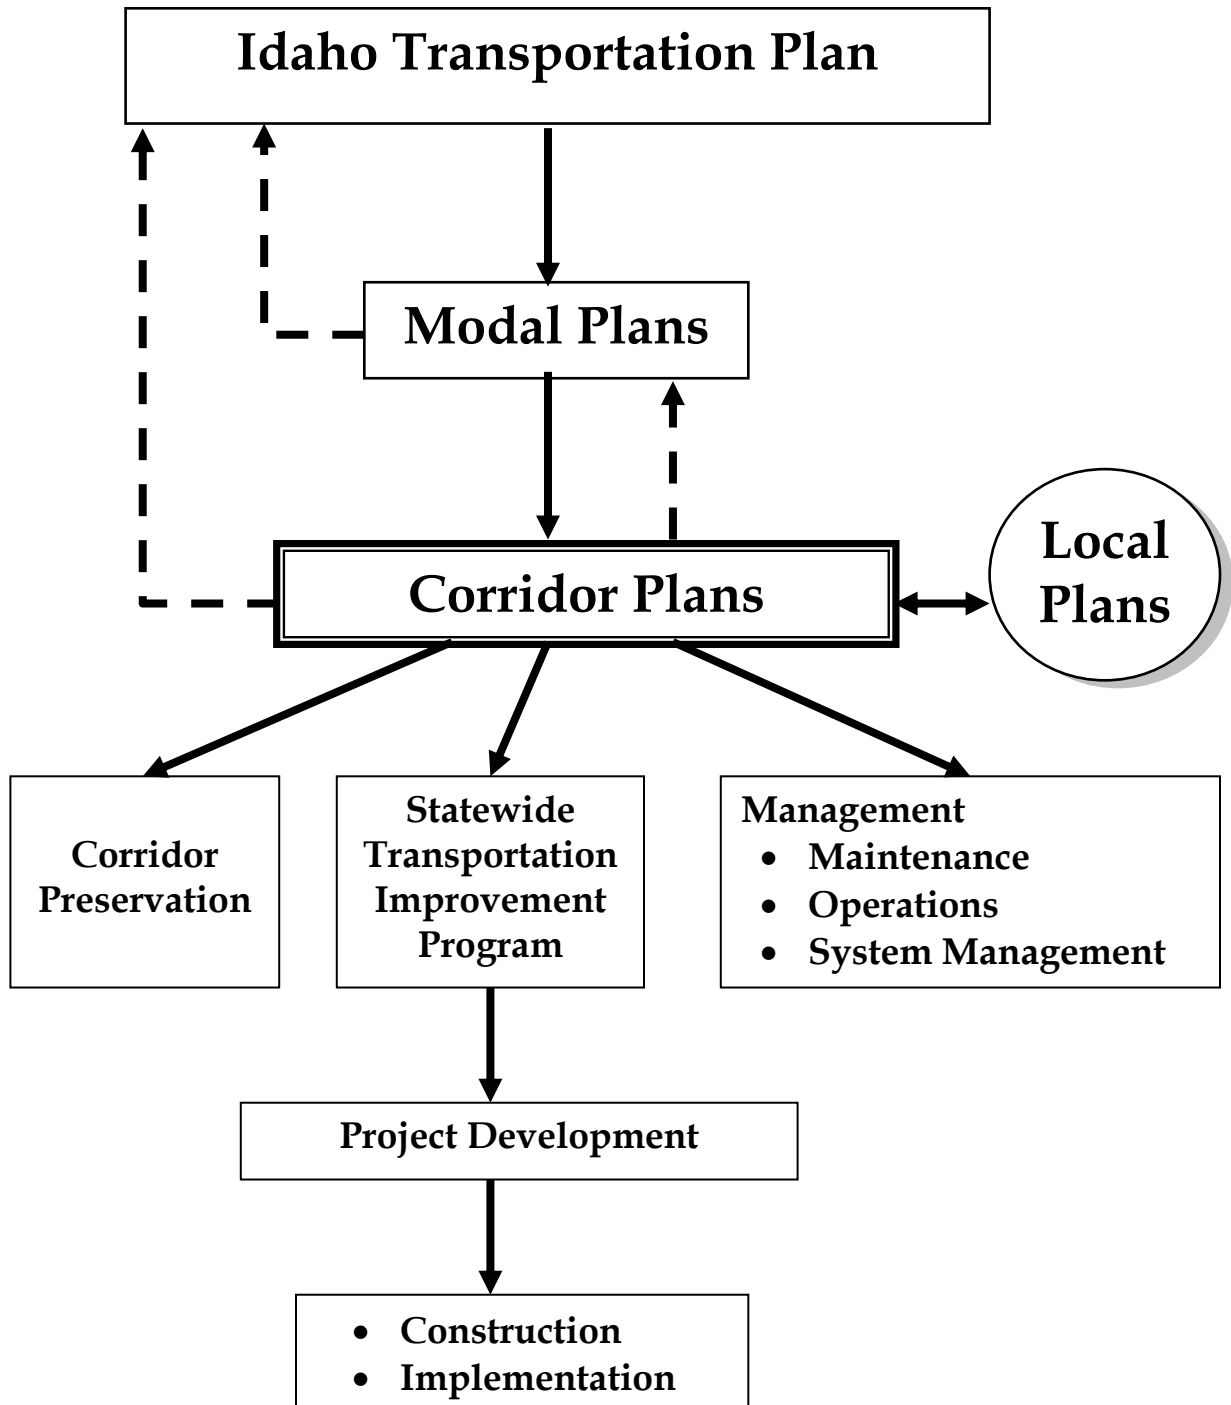 Idaho Transportation Plan
Modal Plans
Local
Plans
Corridor Plans
Corridor
Preservation
Statewide
Transportation
Improvement
Program
Management
• Maintenance
• Operations
• System Management
Project Development
• Construction
• Implementation